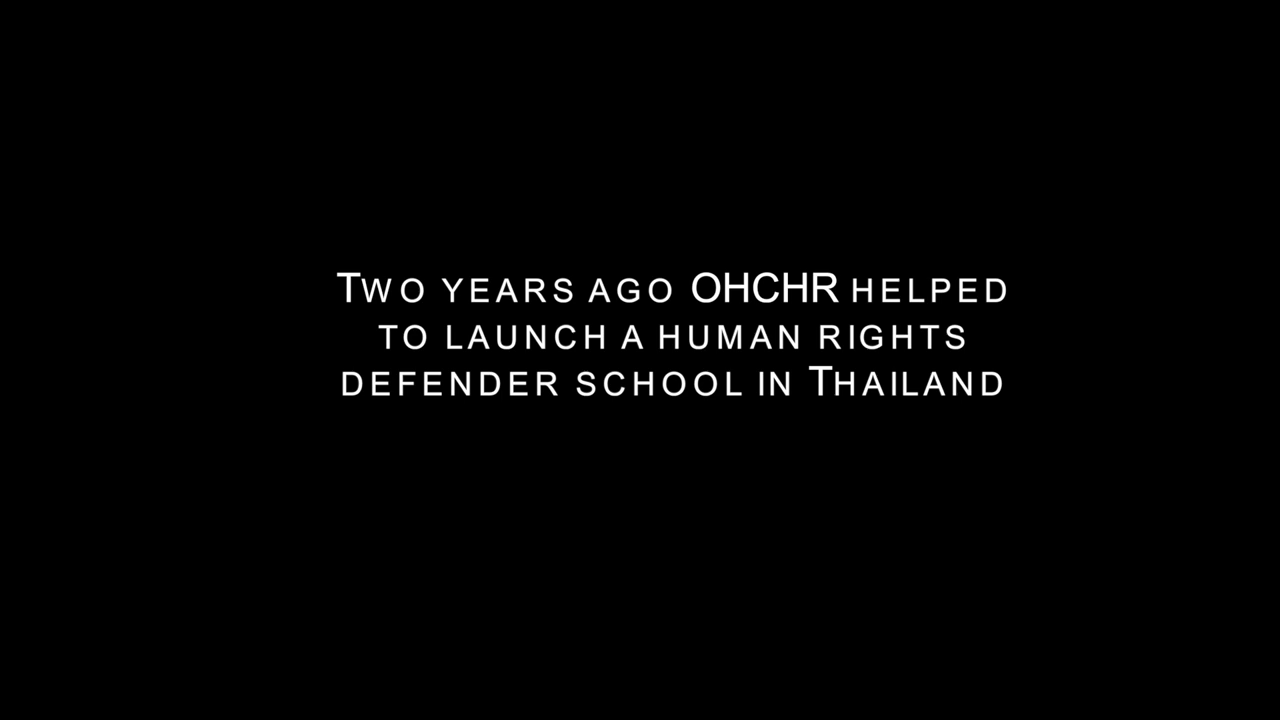 Two years ago OHCHR helped
to launch a human rights
defender school in Thailand